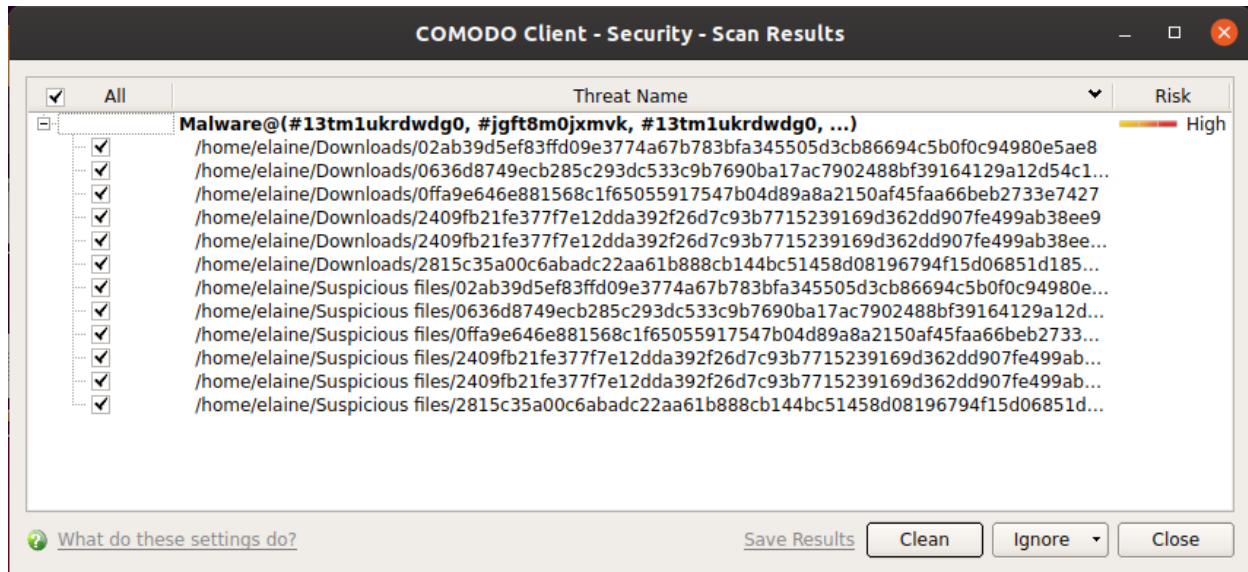 COMODO Client - Security - Scan Results
All Threat Name Risk
Malware@(#13tm1ukrdwdg0, #jgft8m0jxmvk, #13tm1ukrdwdg0, ...) High
/home/elaine/Downloads/02ab39d5ef83ffd09e3774a67b783bfa345505d3cb86694c5b0f0c94980e5ae8
/home/elaine/Downloads/0636d8749ecb285c293dc533c9b7690ba17ac7902488bf39164129a12d54c1...
/home/elaine/Downloads/0ffa9e646e881568c1f65055917547b04d89a8a2150af45faa66beb2733e7427
/home/elaine/Downloads/2409fb21fe377f7e12dda392f26d7c93b7715239169d362dd907fe499ab38ee9
/home/elaine/Downloads/2409fb21fe377f7e12dda392f26d7c93b7715239169d362dd907fe499ab38ee...
/home/elaine/Downloads/2815c35a00c6abadc22aa61b888cb144bc51458d08196794f15d06851d185...
/home/elaine/Suspicious files/02ab39d5ef83ffd09e3774a67b783bfa345505d3cb86694c5b0f0c94980e...
/home/elaine/Suspicious files/0636d8749ecb285c293dc533c9b7690ba17ac7902488bf39164129a12d...
/home/elaine/Suspicious files/0ffa9e646e881568c1f65055917547b04d89a8a2150af45faa66beb2733...
/home/elaine/Suspicious files/2409fb21fe377f7e12dda392f26d7c93b7715239169d362dd907fe499ab...
/home/elaine/Suspicious files/2409fb21fe377f7e12dda392f26d7c93b7715239169d362dd907fe499ab...
/home/elaine/Suspicious files/2815c35a00c6abadc22aa61b888cb144bc51458d08196794f15d06851d...
What do these settings do? Save Results Clean Ignore Close